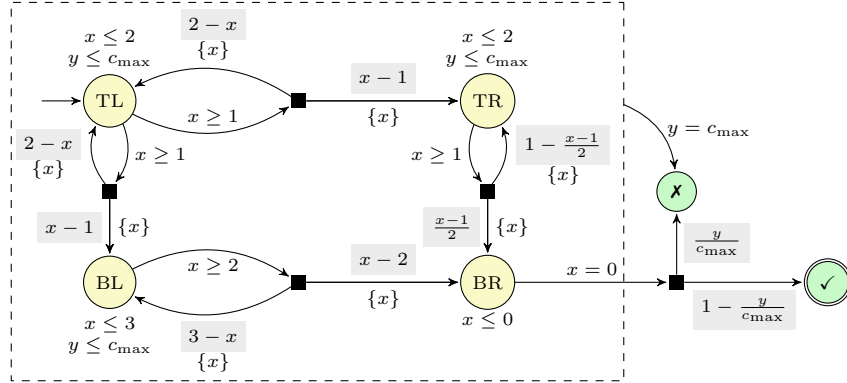 2 − x
{x}
x ≤ 2
y ≤ c_max
TL
x ≥ 1
x − 1
{x}
x ≤ 2
y ≤ c_max
TR
y = c_max
2 − x
{x}
x ≥ 1
x ≥ 1
1 − (x−1)/2
{x}
✗
x − 1
{x}
(x−1)/2
{x}
y/c_max
BL
x ≥ 2
x − 2
{x}
BR
x = 0
✓
x ≤ 3
y ≤ c_max
3 − x
{x}
x ≤ 0
1 − y/c_max